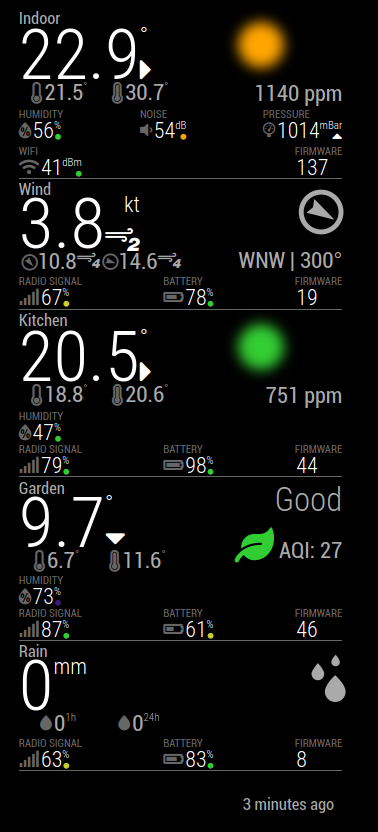 Indoor
22.9°
21.5° 30.7° 1140 ppm
HUMIDITY NOISE PRESSURE
56% 54dB 1014mBar
WIFI FIRMWARE
41dBm 137
Wind
3.8 kt 2
10.8 4 14.6 4 WNW | 300°
RADIO SIGNAL BATTERY FIRMWARE
67% 78% 19
Kitchen
20.5°
18.8° 20.6° 751 ppm
HUMIDITY
47%
RADIO SIGNAL BATTERY FIRMWARE
79% 98% 44
Garden
9.7° Good
6.7° 11.6° AQI: 27
HUMIDITY
73%
RADIO SIGNAL BATTERY FIRMWARE
87% 61% 46
Rain
0 mm
0 1h 0 24h
RADIO SIGNAL BATTERY FIRMWARE
63% 83% 8
3 minutes ago